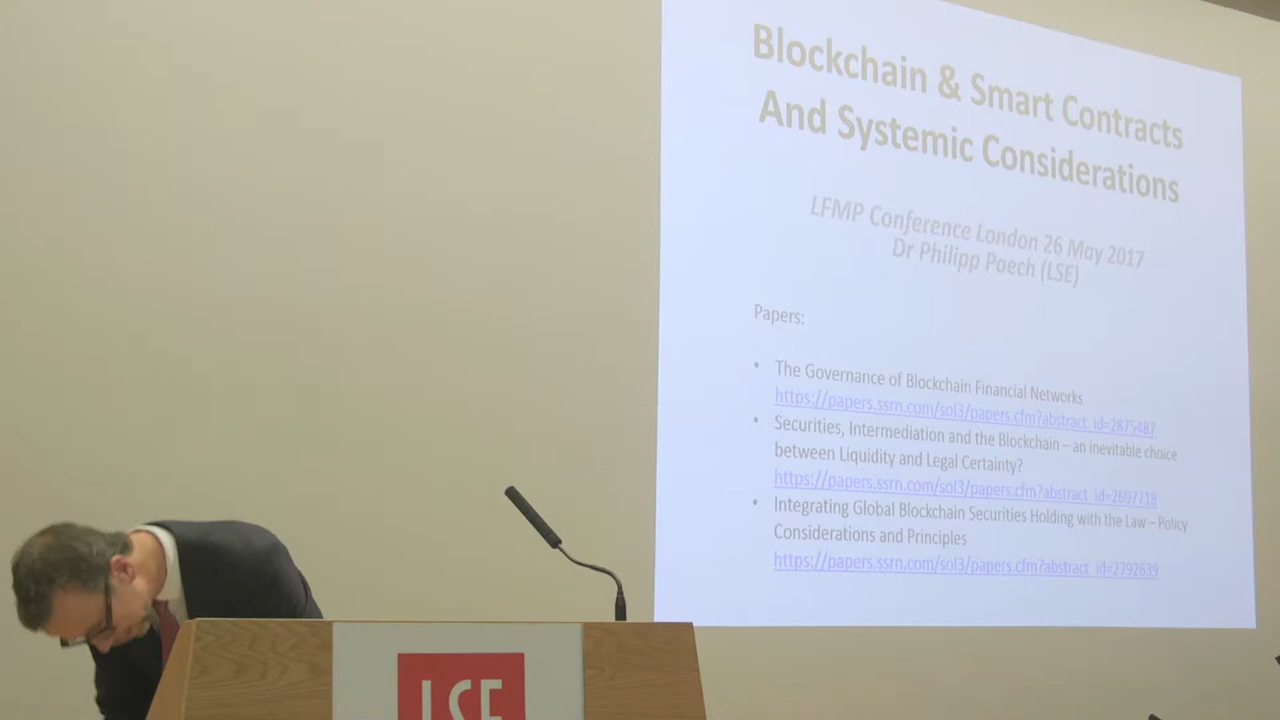 Blockchain & Smart Contracts
And Systemic Considerations
LFMP Conference London 26 May 2017
Dr Philipp Paech (LSE)
Papers:
• The Governance of Blockchain Financial Networks
https://papers.ssrn.com/sol3/papers.cfm?abstract_id=2875487
• Securities, Intermediation and the Blockchain – an inevitable choice
between Liquidity and Legal Certainty?
https://papers.ssrn.com/sol3/papers.cfm?abstract_id=2697718
• Integrating Global Blockchain Securities Holding with the Law – Policy
Considerations and Principles
https://papers.ssrn.com/sol3/papers.cfm?abstract_id=2792639
LSE